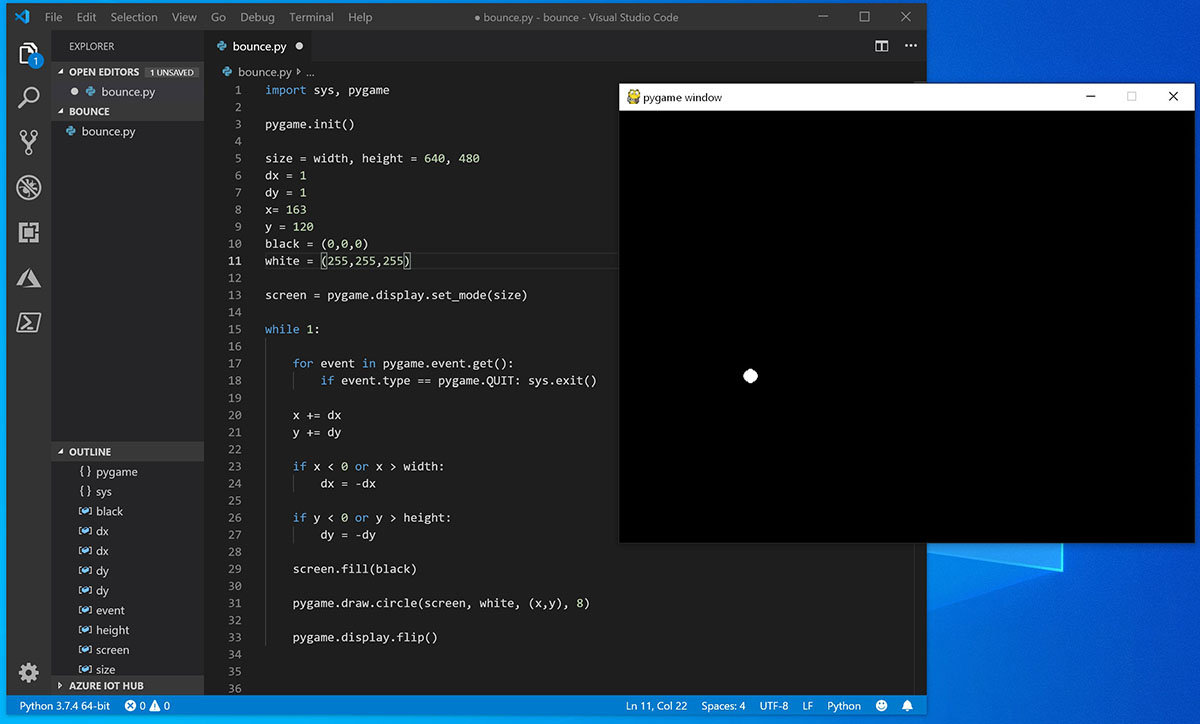 File Edit Selection View Go Debug Terminal Help
● bounce.py - bounce - Visual Studio Code
EXPLORER
1
OPEN EDITORS 1 UNSAVED
● bounce.py
BOUNCE
bounce.py
OUTLINE
{} pygame
{} sys
black
dx
dx
dy
dy
event
height
screen
size
AZURE IOT HUB
bounce.py ●
bounce.py › ...
1 import sys, pygame
2
3 pygame.init()
4
5 size = width, height = 640, 480
6 dx = 1
7 dy = 1
8 x= 163
9 y = 120
10 black = (0,0,0)
11 white = (255,255,255)
12
13 screen = pygame.display.set_mode(size)
14
15 while 1:
16
17 for event in pygame.event.get():
18 if event.type == pygame.QUIT: sys.exit()
19
20 x += dx
21 y += dy
22
23 if x < 0 or x > width:
24 dx = -dx
25
26 if y < 0 or y > height:
27 dy = -dy
28
29 screen.fill(black)
30
31 pygame.draw.circle(screen, white, (x,y), 8)
32
33 pygame.display.flip()
34
35
36
pygame window
Python 3.7.4 64-bit 0 0 Ln 11, Col 22 Spaces: 4 UTF-8 LF Python